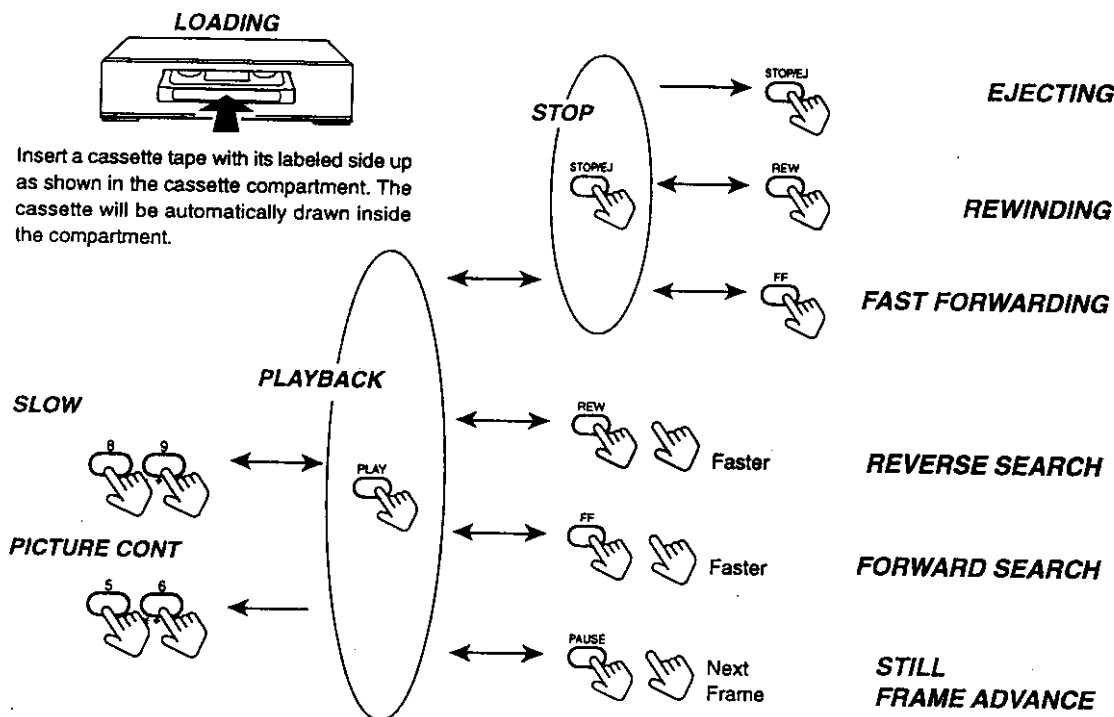 LOADING
Insert a cassette tape with its labeled side up
as shown in the cassette compartment. The
cassette will be automatically drawn inside
the compartment.
STOP
STOP/EJ
STOP/EJ
EJECTING
REW
REWINDING
FF
FAST FORWARDING
PLAYBACK
PLAY
SLOW
8 9
PICTURE CONT
5 6
REW
Faster
REVERSE SEARCH
FF
Faster
FORWARD SEARCH
PAUSE
Next
Frame
STILL
FRAME ADVANCE